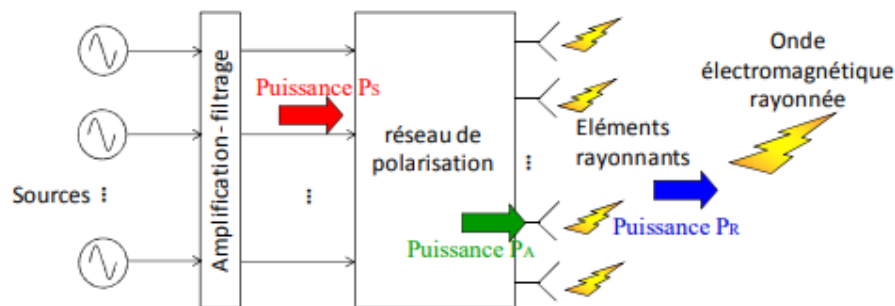 Sources
Amplification - filtrage
Puissance PS
réseau de
polarisation
Puissance PA
Eléments
rayonnants
Puissance PR
Onde
électromagnétique
rayonnée